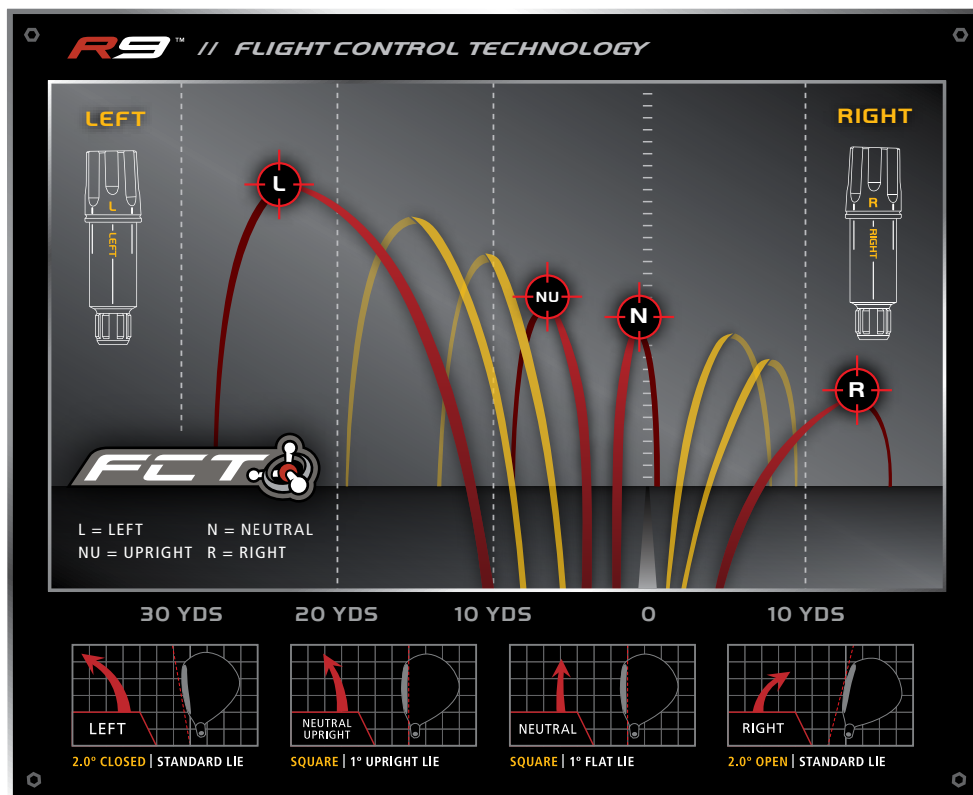 R9™ // FLIGHT CONTROL TECHNOLOGY
LEFT
RIGHT
L
LEFT
R
RIGHT
L
NU
N
R
FCT
L = LEFT N = NEUTRAL
NU = UPRIGHT R = RIGHT
30 YDS 20 YDS 10 YDS 0 10 YDS
LEFT
NEUTRAL
UPRIGHT
NEUTRAL
RIGHT
2.0° CLOSED | STANDARD LIE
SQUARE | 1° UPRIGHT LIE
SQUARE | 1° FLAT LIE
2.0° OPEN | STANDARD LIE